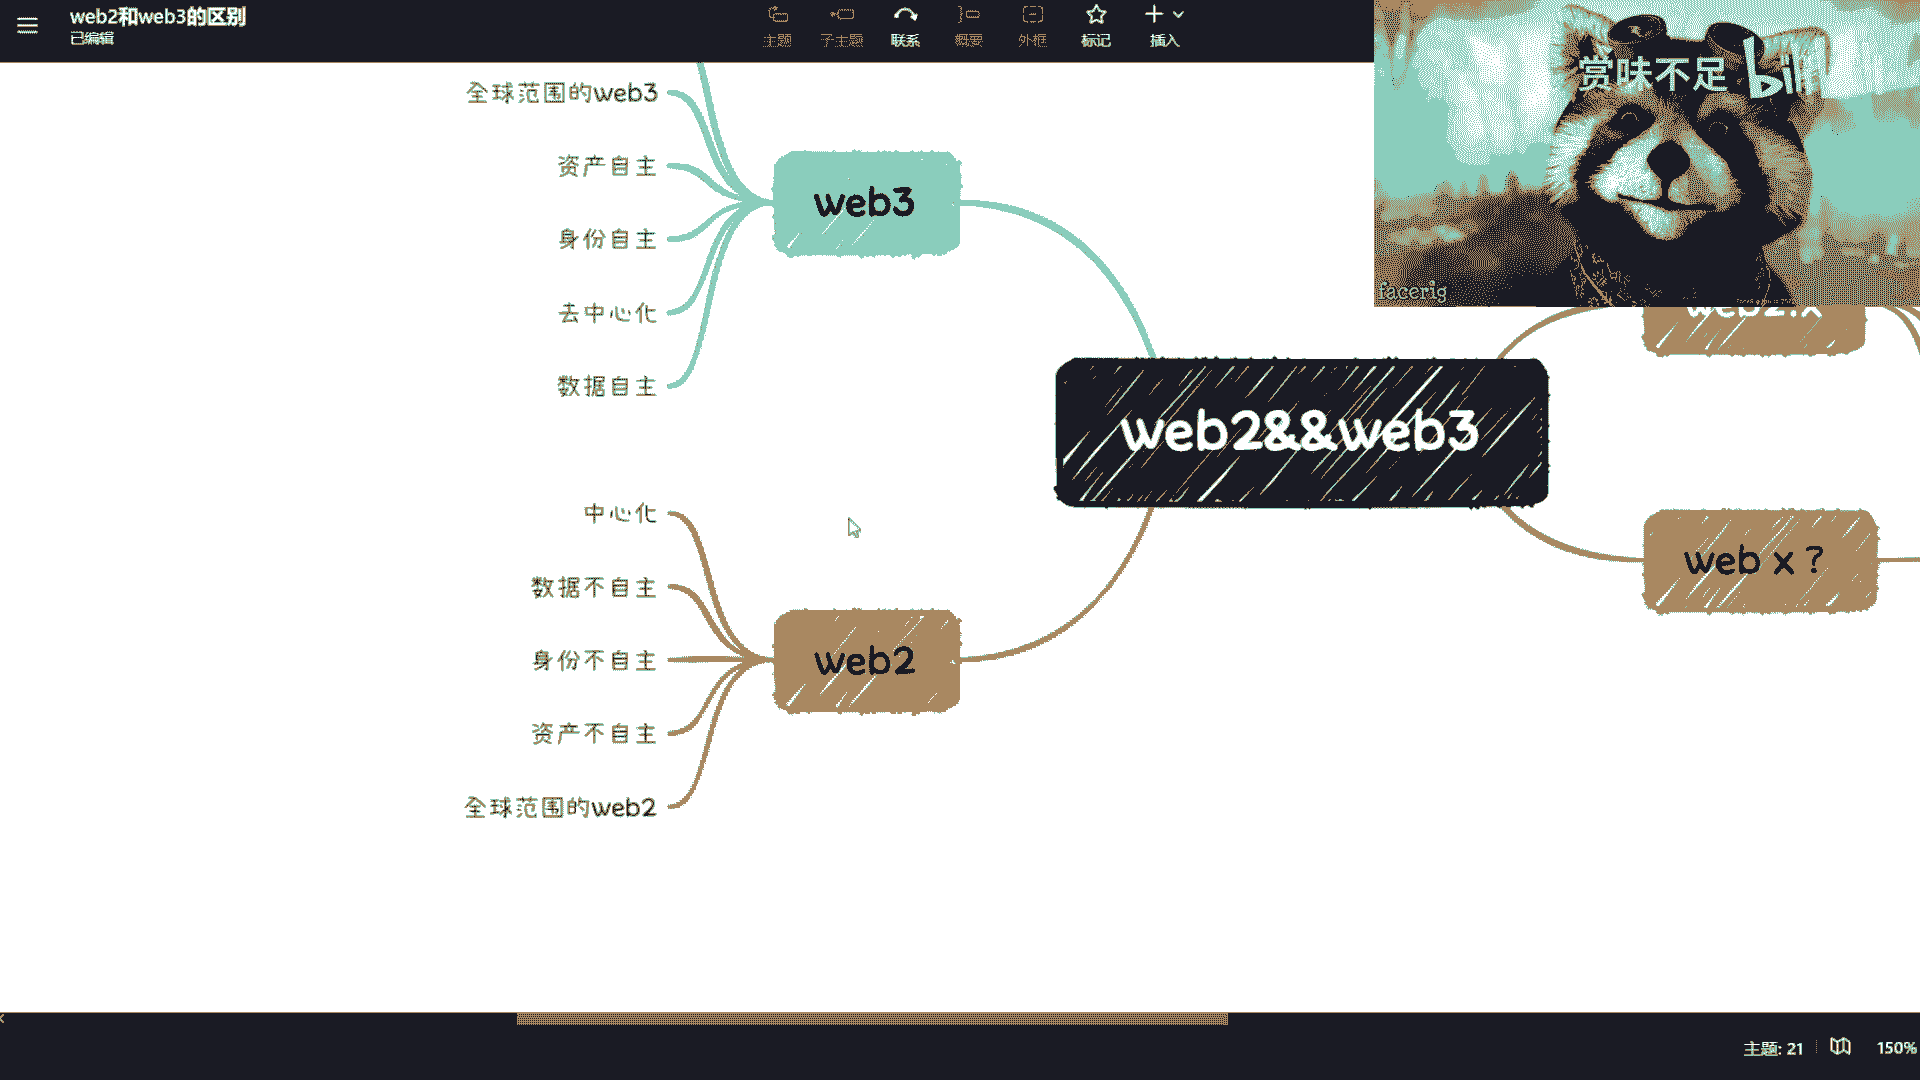 web2和web3的区别
已编辑
主题
子主题
联系
概要
外框
标记
插入
赏味不足
bili
facerig
全球范围的web3
资产自主
身份自主
去中心化
数据自主
web3
web2.x
web2&&web3
web x ?
中心化
数据不自主
身份不自主
资产不自主
全球范围的web2
web2
主题: 21
150%